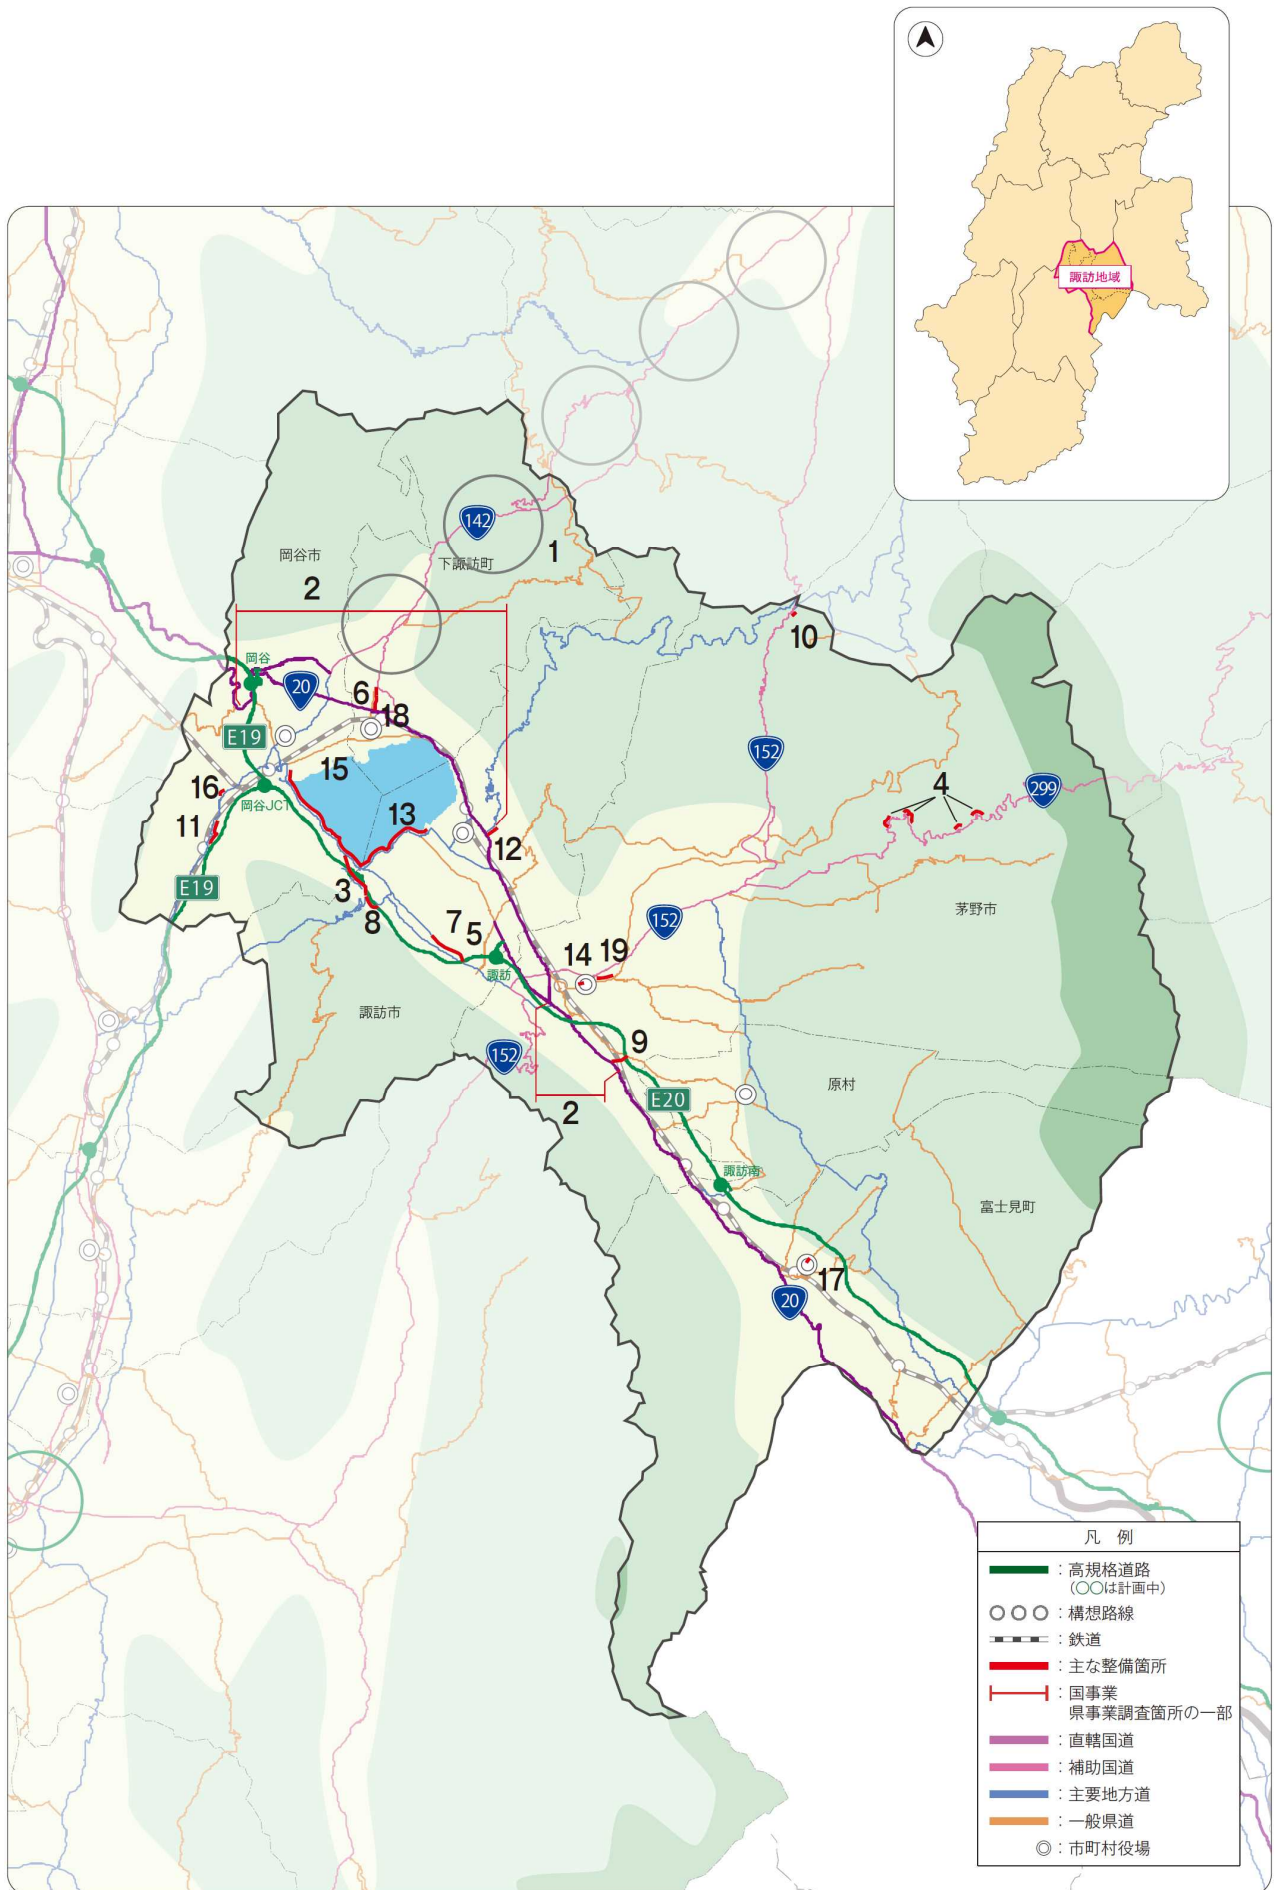 諏訪地域
142
岡谷市
1
下諏訪町
2
10
岡谷
20
6
18
E19
152
4
299
15
16
岡谷JCT
13
11
12
3
E19
8
茅野市
152
7
5
14
19
諏訪
諏訪市
9
152
原村
2
E20
諏訪南
富士見町
17
20
凡 例
：高規格道路
（○○は計画中）
：構想路線
：鉄道
：主な整備箇所
：国事業
県事業調査箇所の一部
：直轄国道
：補助国道
：主要地方道
：一般県道
◎：市町村役場